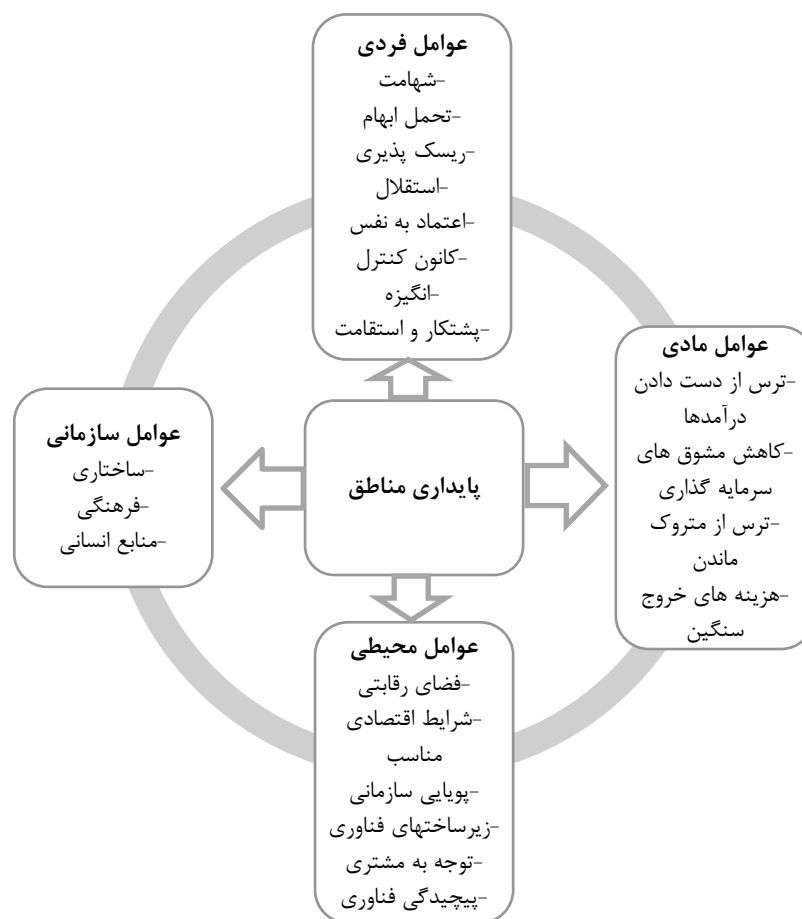 عوامل فردی
-شهامت
-تحمل ابهام
-ریسک پذیری
-استقلال
-اعتماد به نفس
-کانون کنترل
-انگیزه
-پشتکار و استقامت
عوامل مادی
-ترس از دست دادن
درآمدها
-کاهش مشوق های
سرمایه گذاری
-ترس از متروک
ماندن
-هزینه های خروج
سنگین
پایداری مناطق
عوامل سازمانی
-ساختاری
-فرهنگی
-منابع انسانی
عوامل محیطی
-فضای رقابتی
-شرایط اقتصادی
مناسب
-پویایی سازمانی
-زیرساختهای فناوری
-توجه به مشتری
-پیچیدگی فناوری